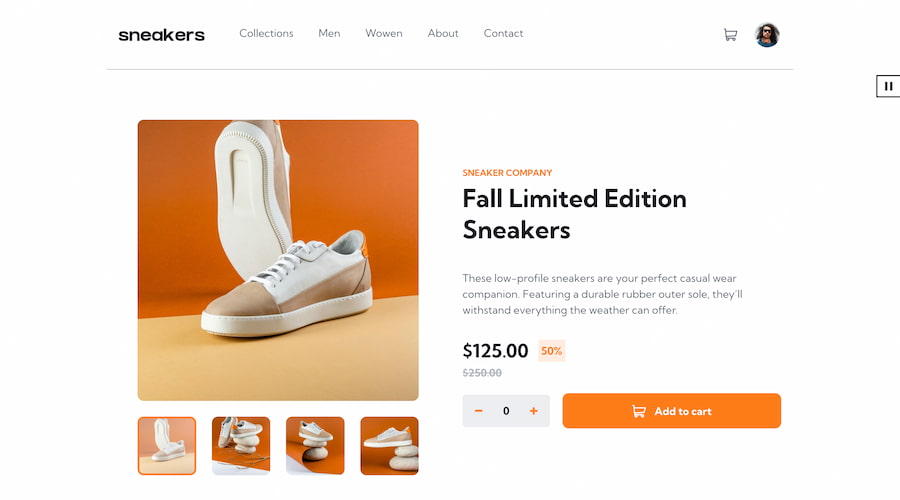 sneakers
Collections
Men
Wowen
About
Contact
SNEAKER COMPANY
Fall Limited Edition
Sneakers
These low-profile sneakers are your perfect casual wear
companion. Featuring a durable rubber outer sole, they'll
withstand everything the weather can offer.
$125.00 50%
$250.00
− 0 +
Add to cart